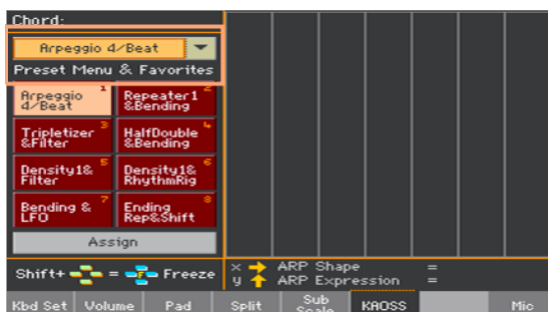 Chord:
Arpeggio 4/Beat
Preset Menu & Favorites
Arpeggio 4/Beat 1
Repeater1 &Bending 2
Tripletizer &Filter 3
HalfDouble &Bending 4
Density1& Filter 5
Density1& RhythmRig 6
Bending & LFO 7
Ending Rep&Shift 8
Assign
Shift+ = F Freeze
x ARP Shape =
y ARP Expression =
Kbd Set Volume Pad Split Sub Scale KAOSS Mic